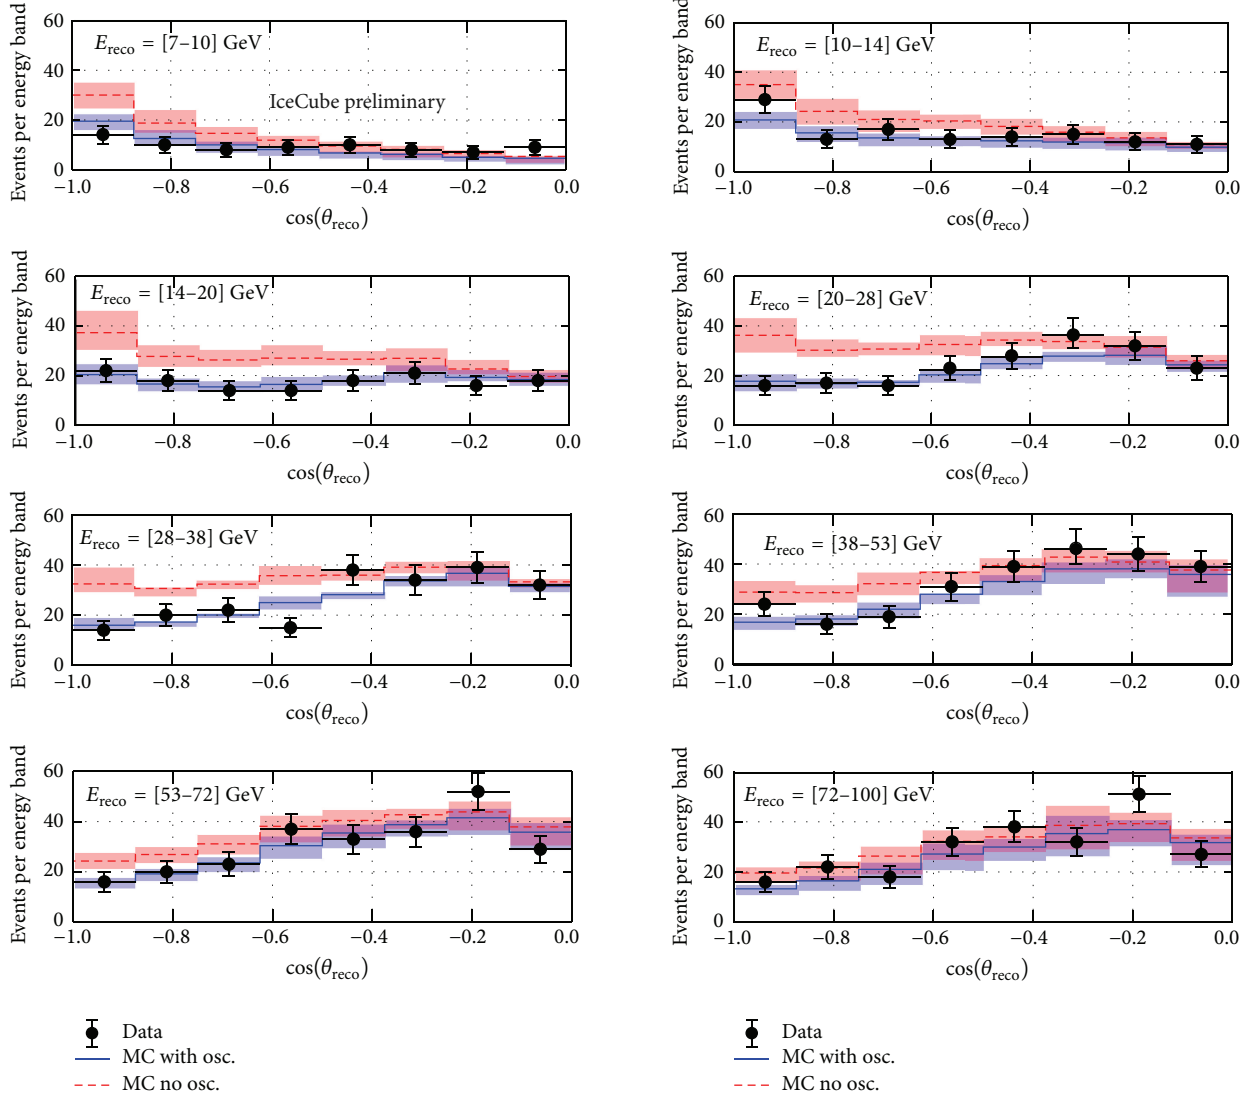 Events per energy band
60
40
20
0
E_reco = [7–10] GeV
IceCube preliminary
−1.0 −0.8 −0.6 −0.4 −0.2 0.0
cos(θ_reco)
Events per energy band
60
40
20
0
E_reco = [10–14] GeV
−1.0 −0.8 −0.6 −0.4 −0.2 0.0
cos(θ_reco)
Events per energy band
60
40
20
0
E_reco = [14–20] GeV
−1.0 −0.8 −0.6 −0.4 −0.2 0.0
cos(θ_reco)
Events per energy band
60
40
20
0
E_reco = [20–28] GeV
−1.0 −0.8 −0.6 −0.4 −0.2 0.0
cos(θ_reco)
Events per energy band
60
40
20
0
E_reco = [28–38] GeV
−1.0 −0.8 −0.6 −0.4 −0.2 0.0
cos(θ_reco)
Events per energy band
60
40
20
0
E_reco = [38–53] GeV
−1.0 −0.8 −0.6 −0.4 −0.2 0.0
cos(θ_reco)
Events per energy band
60
40
20
0
E_reco = [53–72] GeV
−1.0 −0.8 −0.6 −0.4 −0.2 0.0
cos(θ_reco)
Events per energy band
60
40
20
0
E_reco = [72–100] GeV
−1.0 −0.8 −0.6 −0.4 −0.2 0.0
cos(θ_reco)
Data
MC with osc.
MC no osc.
Data
MC with osc.
MC no osc.